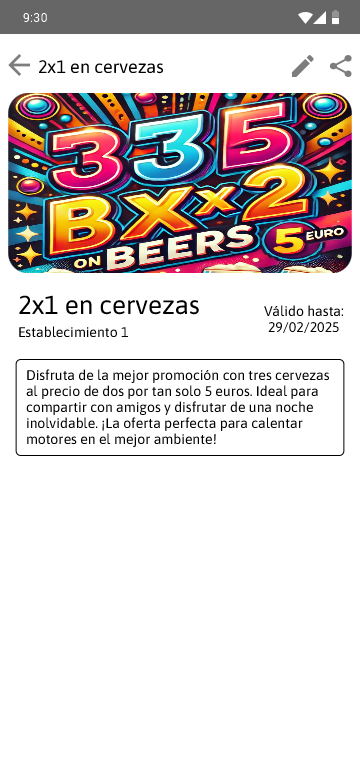 9:30
2x1 en cervezas
335
BXx2
ON BEERS 5 EURO
2x1 en cervezas
Establecimiento 1
Válido hasta:
29/02/2025
Disfruta de la mejor promoción con tres cervezas
al precio de dos por tan solo 5 euros. Ideal para
compartir con amigos y disfrutar de una noche
inolvidable. ¡La oferta perfecta para calentar
motores en el mejor ambiente!